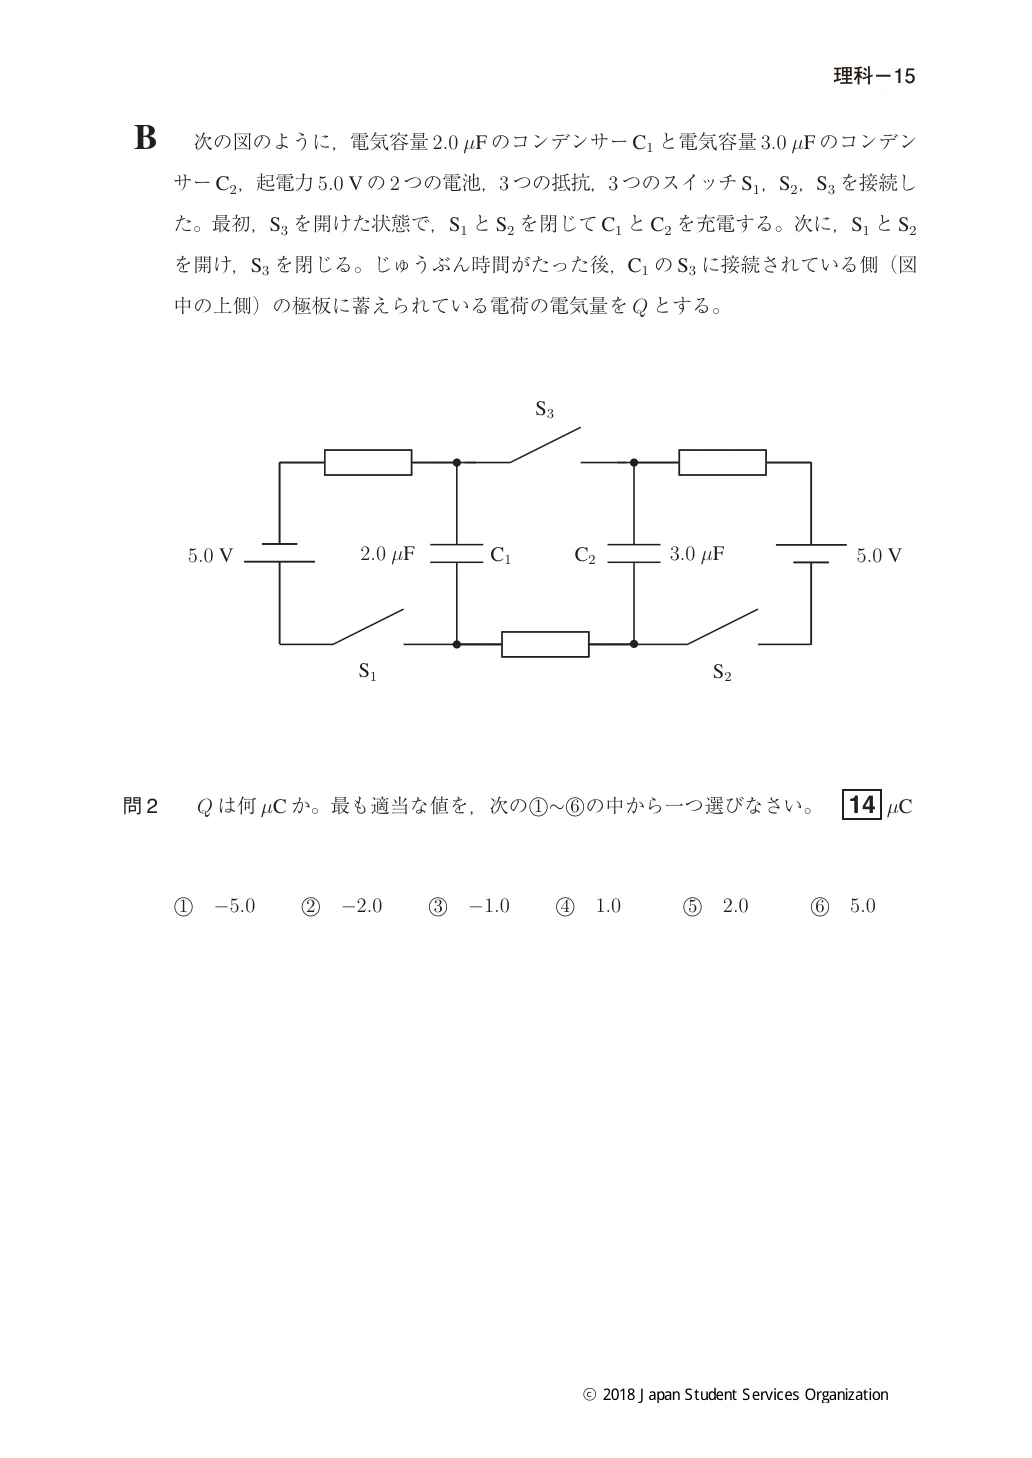 理科－15
B 次の図のように，電気容量 2.0 μF のコンデンサー C₁ と電気容量 3.0 μF のコンデン
サー C₂，起電力 5.0 V の 2 つの電池，3 つの抵抗，3 つのスイッチ S₁，S₂，S₃ を接続し
た。最初，S₃ を開けた状態で，S₁ と S₂ を閉じて C₁ と C₂ を充電する。次に，S₁ と S₂
を開け，S₃ を閉じる。じゅうぶん時間がたった後，C₁ の S₃ に接続されている側（図
中の上側）の極板に蓄えられている電荷の電気量を Q とする。
S₃
5.0 V 2.0 μF C₁ C₂ 3.0 μF 5.0 V
S₁ S₂
問 2 Q は何 μC か。最も適当な値を，次の①～⑥の中から一つ選びなさい。 14 μC
① −5.0 ② −2.0 ③ −1.0 ④ 1.0 ⑤ 2.0 ⑥ 5.0
© 2018 Japan Student Services Organization